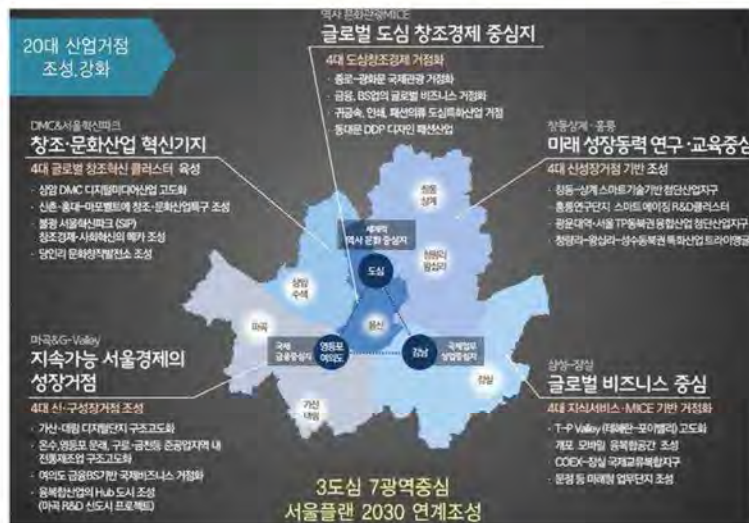 20대 산업거점
조성.강화
역사 문화관광MICE
글로벌 도심 창조경제 중심지
4대 도심창조경제 거점화
· 종로-광화문 국제관광 거점화
· 금융, BS업의 글로벌 비즈니스 거점화
· 귀금속, 인쇄, 패션의류 도심특화산업 거점
· 동대문 DDP 디자인 패션산업
DMC&서울혁신파크
창조·문화산업 혁신기지
4대 글로벌 창조혁신 클러스터 육성
· 상암 DMC 디지털미디어산업 고도화
· 신촌·홍대-마포벨트에 창조·문화산업특구 조성
· 불광 서울혁신파크 (SIP)
창조경제·사회혁신의 메카 조성
· 당인리 문화창작발전소 조성
창동상계·홍릉
미래 성장동력 연구·교육중심
4대 신성장거점 기반 조성
· 창동-상계 스마트기술기반 첨단산업지구
· 홍릉연구단지 스마트 에이징 R&D클러스터
· 광운대역·서울 TP동북권 융합산업 첨단산업지구
· 청량리-왕십리-성수동북권 특화산업 트라이앵글
창동
상계
세계적
역사 문화 중심지
도심
청량리
왕십리
상암
수색
마곡
용산
국제
금융중심지
영등포
여의도
강남
국제업무
상업중심지
잠실
가산
대림
마곡&G-Valley
지속가능 서울경제의
성장거점
4대 신·구성장거점 조성
· 가산·대림 디지털단지 구조고도화
· 온수,영등포 문래, 구로·금천등 준공업지역 내
전통제조업 구조고도화
· 여의도 금융BS기반 국제비즈니스 거점화
· 융복합산업의 Hub 도시 조성
(마곡 R&D 신도시 프로젝트)
삼성-잠실
글로벌 비즈니스 중심
4대 지식서비스·MICE 기반 거점화
· T-P Valley (테헤란-포이밸리) 고도화
· 개포 모바일 융복합공간 조성
· COEX-잠실 국제교류복합지구
· 문정 등 미래형 업무단지 조성
3도심 7광역중심
서울플랜 2030 연계조성